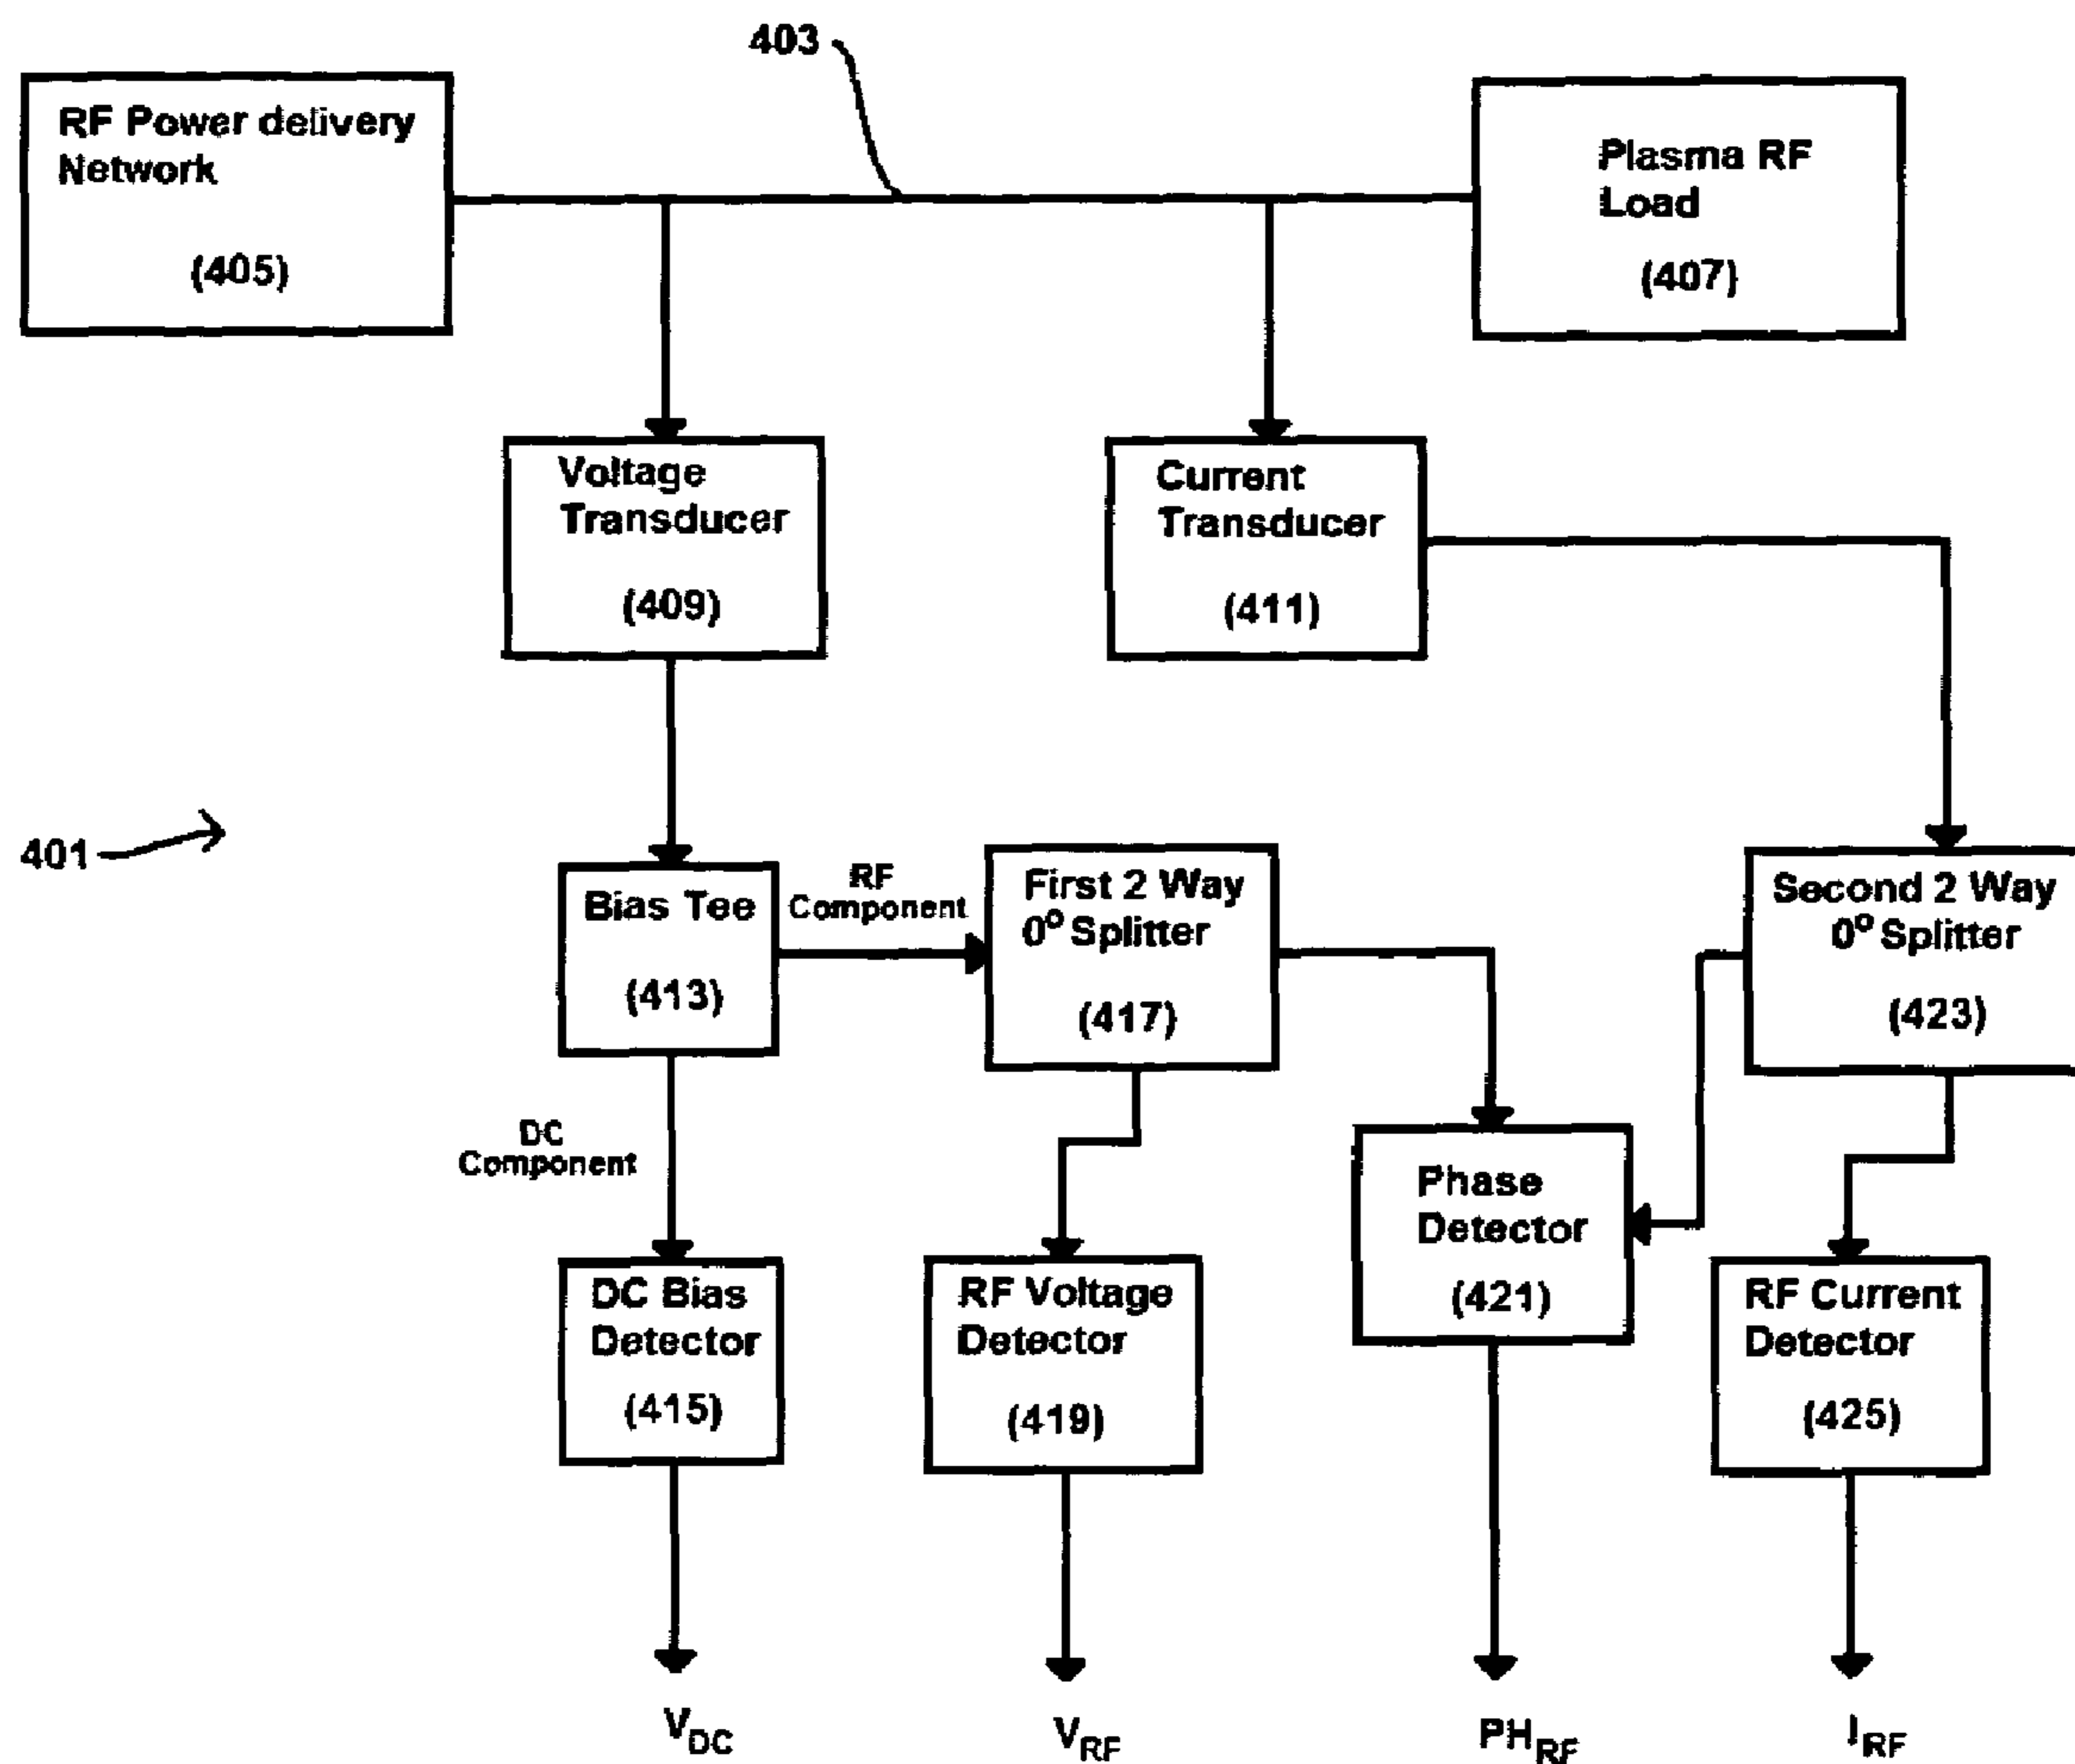 403
RF Power delivery
Network
(405)
Plasma RF
Load
(407)
Voltage
Transducer
(409)
Current
Transducer
(411)
401
Bias Tee
(413)
RF
Component
First 2 Way
0° Splitter
(417)
Second 2 Way
0° Splitter
(423)
DC
Component
Phase
Detector
(421)
DC Bias
Detector
(415)
RF Voltage
Detector
(419)
RF Current
Detector
(425)
VDC
VRF
PHRF
IRF